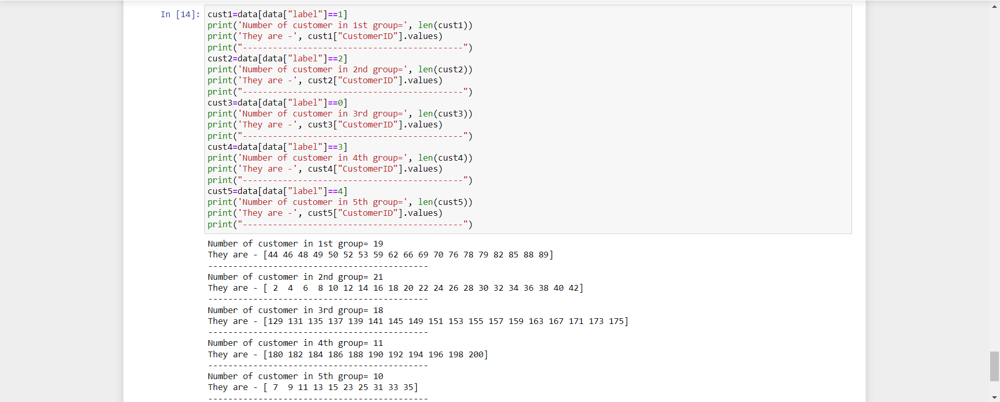 In [14]: cust1=data[data["label"]==1]
print('Number of customer in 1st group=', len(cust1))
print('They are -', cust1["CustomerID"].values)
print("--------------------------------------------")
cust2=data[data["label"]==2]
print('Number of customer in 2nd group=', len(cust2))
print('They are -', cust2["CustomerID"].values)
print("--------------------------------------------")
cust3=data[data["label"]==0]
print('Number of customer in 3rd group=', len(cust3))
print('They are -', cust3["CustomerID"].values)
print("--------------------------------------------")
cust4=data[data["label"]==3]
print('Number of customer in 4th group=', len(cust4))
print('They are -', cust4["CustomerID"].values)
print("--------------------------------------------")
cust5=data[data["label"]==4]
print('Number of customer in 5th group=', len(cust5))
print('They are -', cust5["CustomerID"].values)
print("--------------------------------------------")
Number of customer in 1st group= 19
They are - [44 46 48 49 50 52 53 59 62 66 69 70 76 78 79 82 85 88 89]
--------------------------------------------
Number of customer in 2nd group= 21
They are - [ 2  4  6  8 10 12 14 16 18 20 22 24 26 28 30 32 34 36 38 40 42]
--------------------------------------------
Number of customer in 3rd group= 18
They are - [129 131 135 137 139 141 145 149 151 153 155 157 159 163 167 171 173 175]
--------------------------------------------
Number of customer in 4th group= 11
They are - [180 182 184 186 188 190 192 194 196 198 200]
--------------------------------------------
Number of customer in 5th group= 10
They are - [ 7  9 11 13 15 23 25 31 33 35]
--------------------------------------------